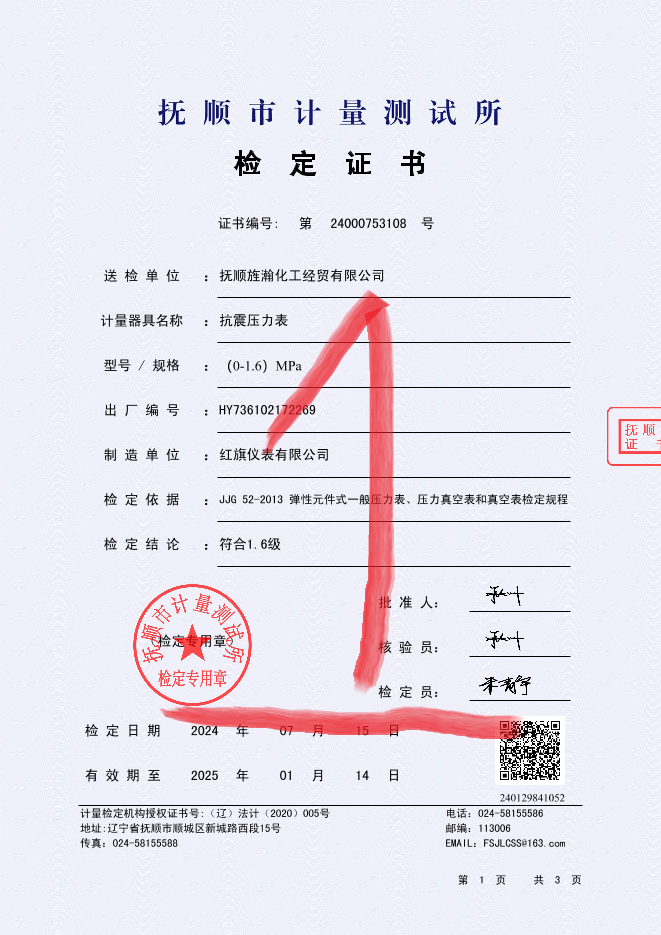 抚顺市计量测试所
检定证书
证书编号: 第 24000753108 号
送检单位 : 抚顺旌瀚化工经贸有限公司
计量器具名称 : 抗震压力表
型号 / 规格 : (0-1.6) MPa
出厂编号 : HY736102172269
制造单位 : 红旗仪表有限公司
检定依据 : JJG 52-2013 弹性元件式一般压力表、压力真空表和真空表检定规程
检定结论 : 符合1.6级
抚顺
证书
批准人:
抚顺市计量测试所
(检定专用章)
检定专用章
核验员:
检定员:
检定日期 2024 年 07 月 15 日
有效期至 2025 年 01 月 14 日
240129841052
计量检定机构授权证书号:(辽)法计(2020)005号
电话: 024-58155586
地址:辽宁省抚顺市顺城区新城路西段15号
邮编: 113006
传真: 024-58155588
EMAIL: FSJLCSS@163.com
第 1 页 共 3 页
1